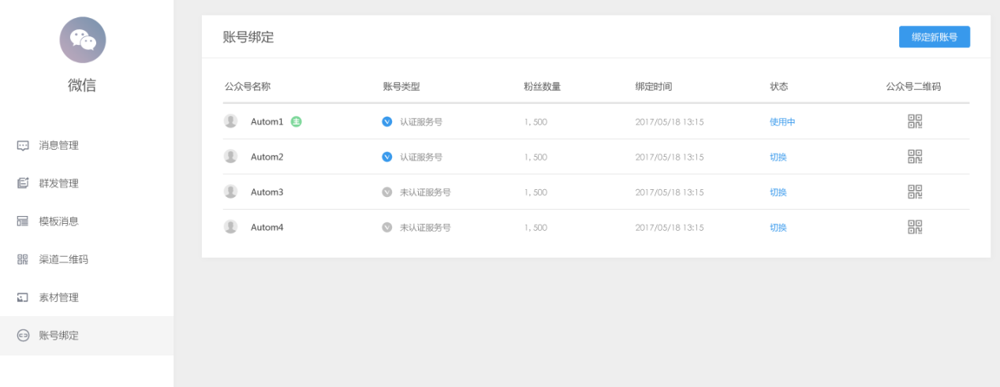 微信
消息管理
群发管理
模板消息
渠道二维码
素材管理
账号绑定
账号绑定 绑定新账号
公众号名称 账号类型 粉丝数量 绑定时间 状态 公众号二维码
Autom1 主 认证服务号 1,500 2017/05/18 13:15 使用中
Autom2 认证服务号 1,500 2017/05/18 13:15 切换
Autom3 未认证服务号 1,500 2017/05/18 13:15 切换
Autom4 未认证服务号 1,500 2017/05/18 13:15 切换